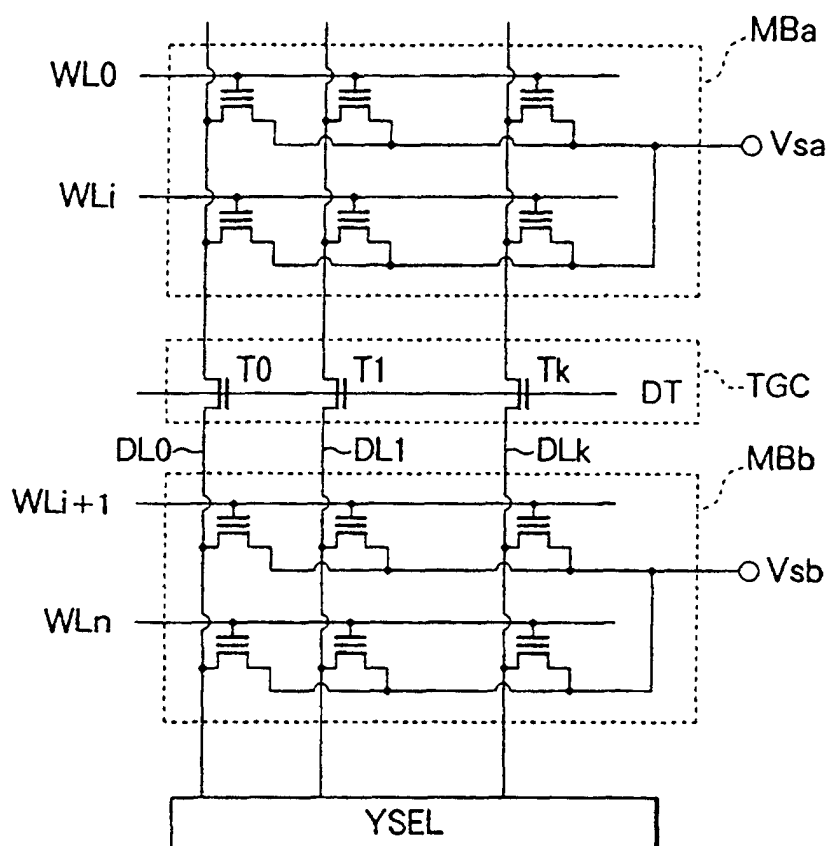 MBa
WL0
Vsa
WLi
T0 T1 Tk DT TGC
DL0 DL1 DLk
MBb
WLi+1
Vsb
WLn
YSEL